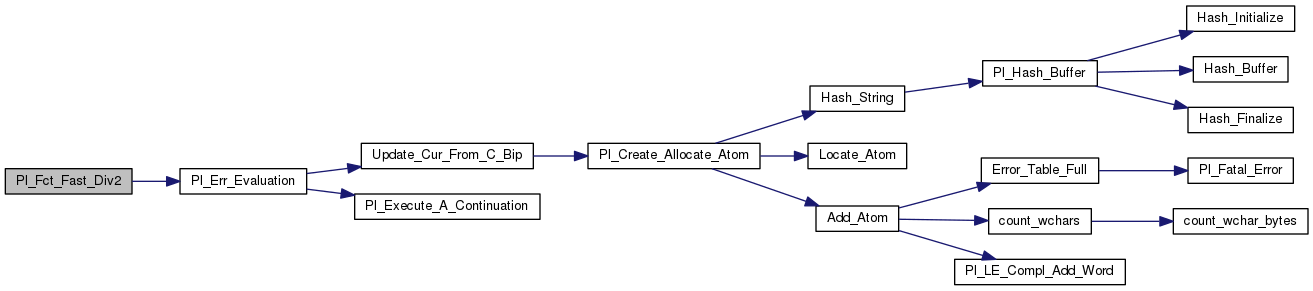 Pl_Fct_Fast_Div2
Pl_Err_Evaluation
Update_Cur_From_C_Bip
Pl_Execute_A_Continuation
Pl_Create_Allocate_Atom
Hash_String
Locate_Atom
Add_Atom
Pl_Hash_Buffer
Error_Table_Full
count_wchars
Pl_LE_Compl_Add_Word
Hash_Initialize
Hash_Buffer
Hash_Finalize
Pl_Fatal_Error
count_wchar_bytes